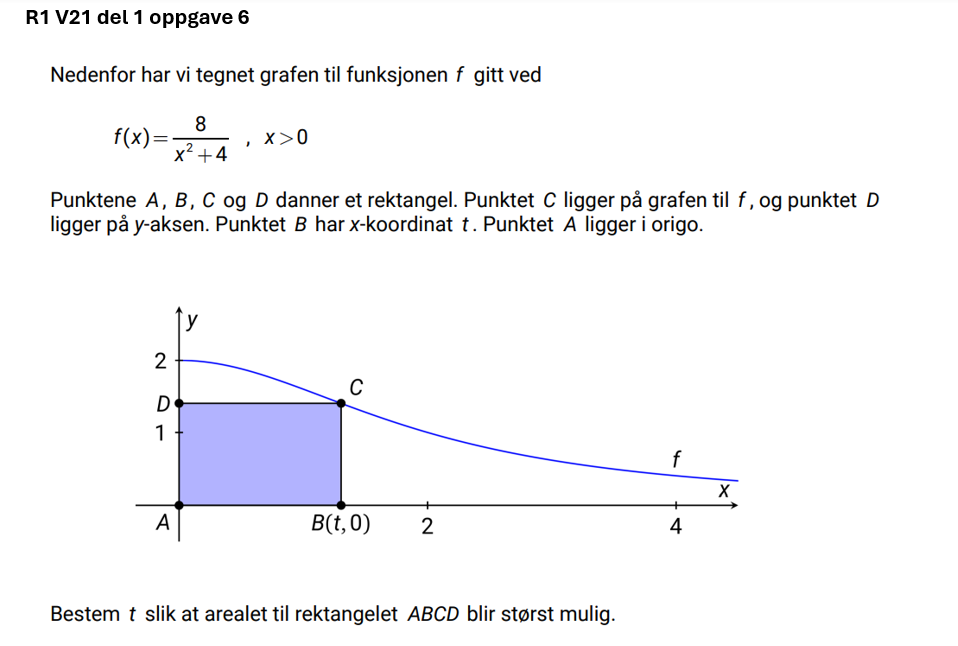 R1 V21 del 1 oppgave 6
Nedenfor har vi tegnet grafen til funksjonen f gitt ved
f(x)= 8 / (x² + 4) , x>0
Punktene A, B, C og D danner et rektangel. Punktet C ligger på grafen til f, og punktet D
ligger på y-aksen. Punktet B har x-koordinat t. Punktet A ligger i origo.
y
2
C
D
1
f
x
A
B(t,0)
2
4
Bestem t slik at arealet til rektangelet ABCD blir størst mulig.